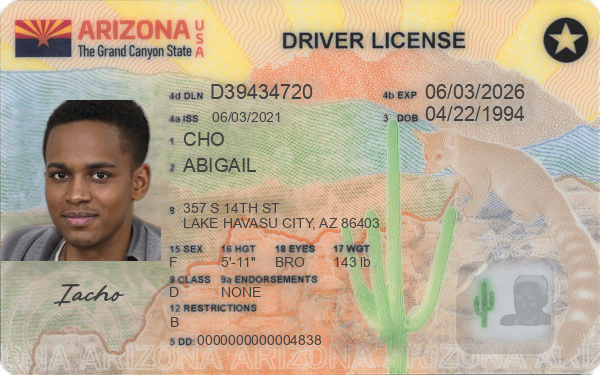 ARIZONA USA
The Grand Canyon State
DRIVER LICENSE
4d DLN D39434720
4b EXP 06/03/2026
4a ISS 06/03/2021
3 DOB 04/22/1994
1 CHO
2 ABIGAIL
8 357 S 14TH ST
LAKE HAVASU CITY, AZ 86403
15 SEX 16 HGT 18 EYES 17 WGT
F 5'-11" BRO 143 lb
9 CLASS 9a ENDORSEMENTS
D NONE
12 RESTRICTIONS
B
Iacho
5 DD: 0000000000004838
ARIZONA ARIZONA ARIZONA ARIZONA